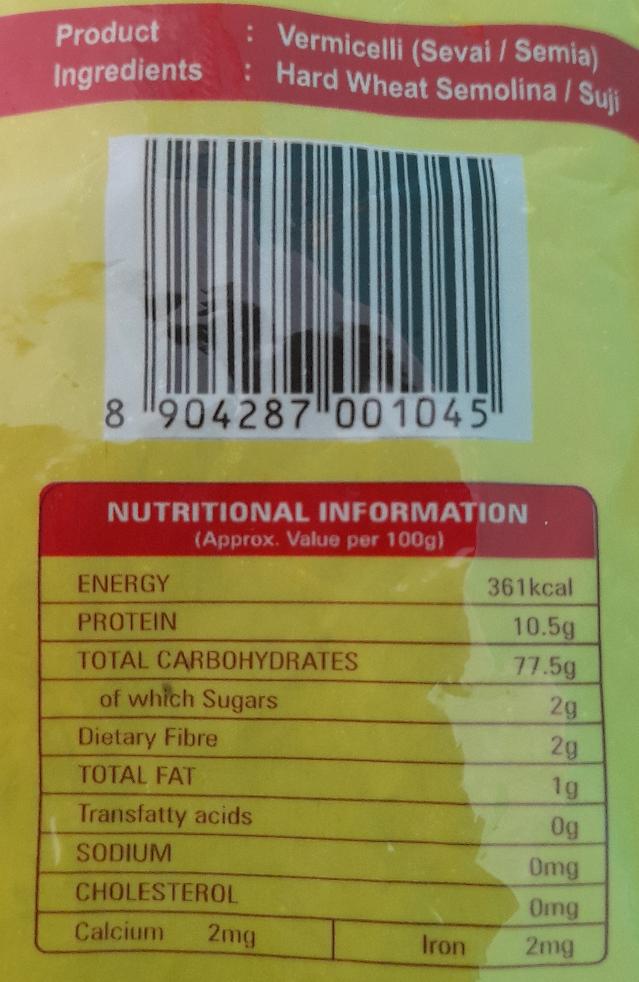 Product : Vermicelli (Sevai / Semia)
Ingredients : Hard Wheat Semolina / Suji
8 904287 001045
NUTRITIONAL INFORMATION
(Approx. Value per 100g)
ENERGY 361kcal
PROTEIN 10.5g
TOTAL CARBOHYDRATES 77.5g
of which Sugars 2g
Dietary Fibre 2g
TOTAL FAT 1g
Transfatty acids 0g
SODIUM 0mg
CHOLESTEROL 0mg
Calcium 2mg Iron 2mg